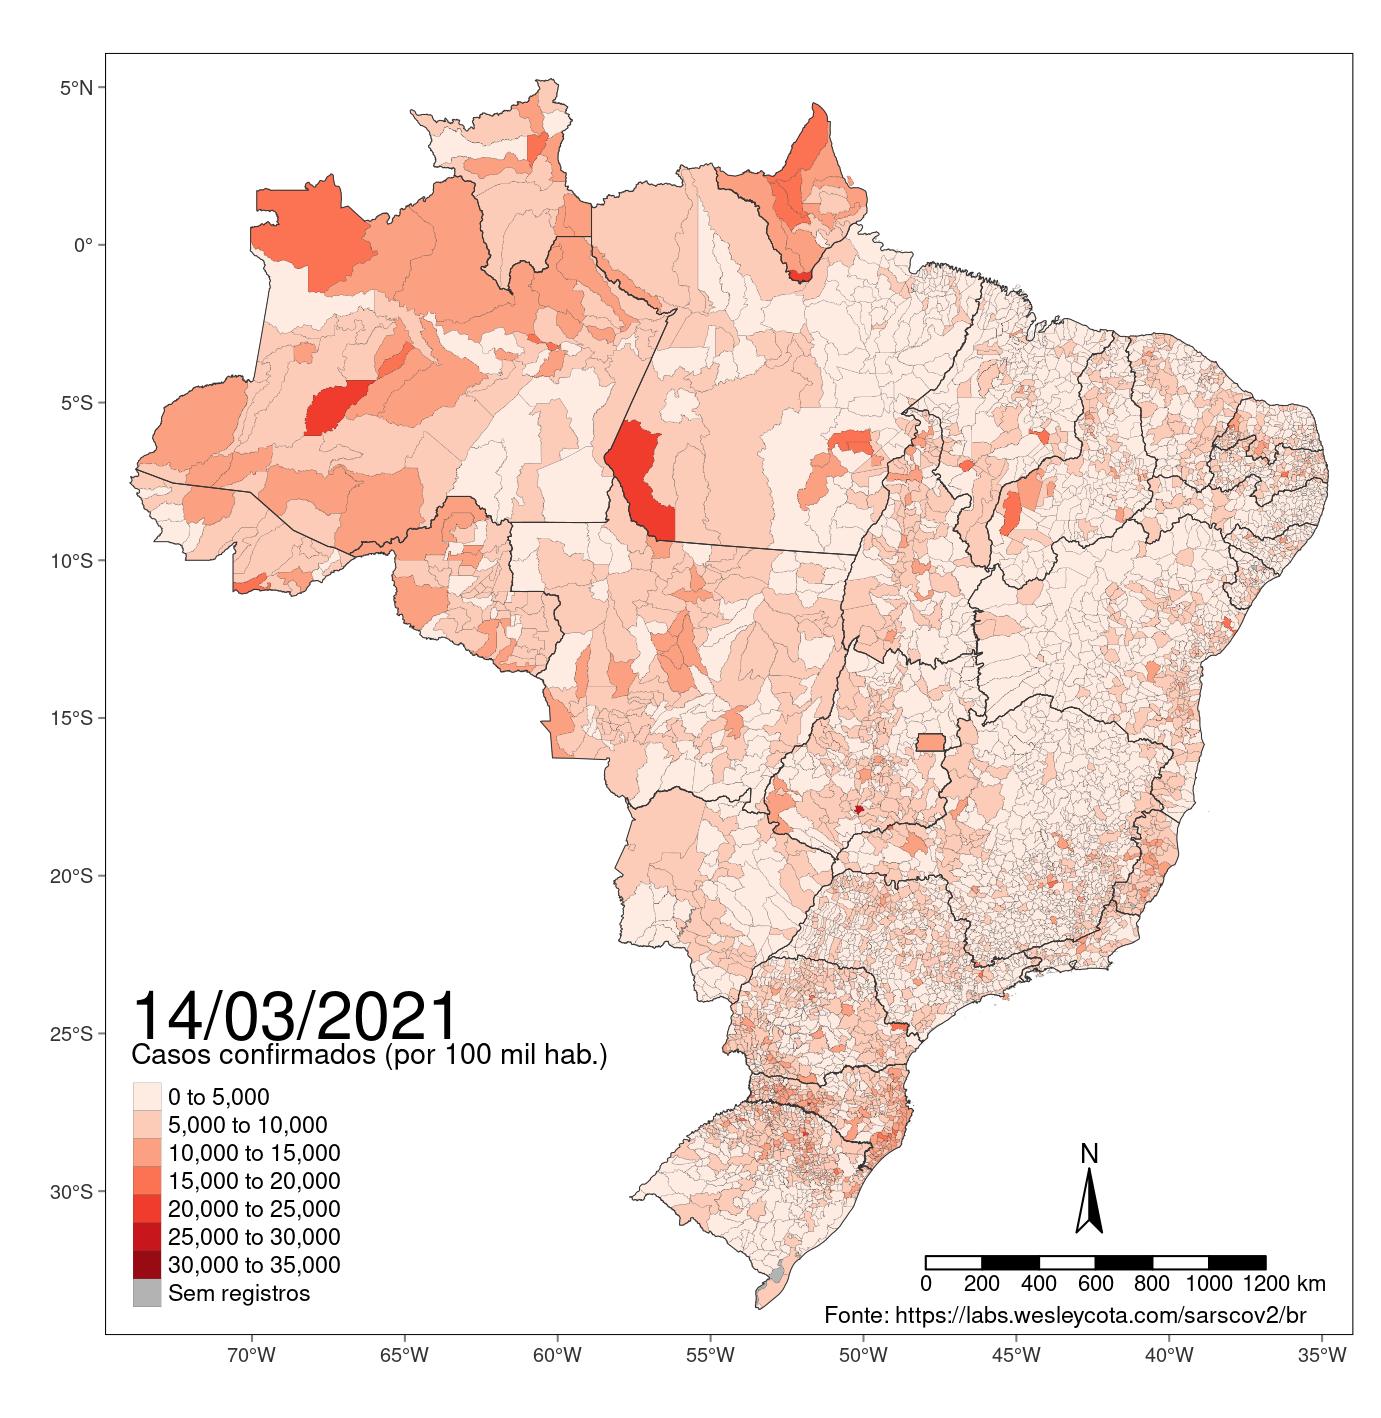 5°N
0°
5°S
10°S
15°S
20°S
25°S
30°S
14/03/2021
Casos confirmados (por 100 mil hab.)
0 to 5,000
5,000 to 10,000
10,000 to 15,000
15,000 to 20,000
20,000 to 25,000
25,000 to 30,000
30,000 to 35,000
Sem registros
N
0 200 400 600 800 1000 1200 km
Fonte: https://labs.wesleycota.com/sarscov2/br
70°W 65°W 60°W 55°W 50°W 45°W 40°W 35°W